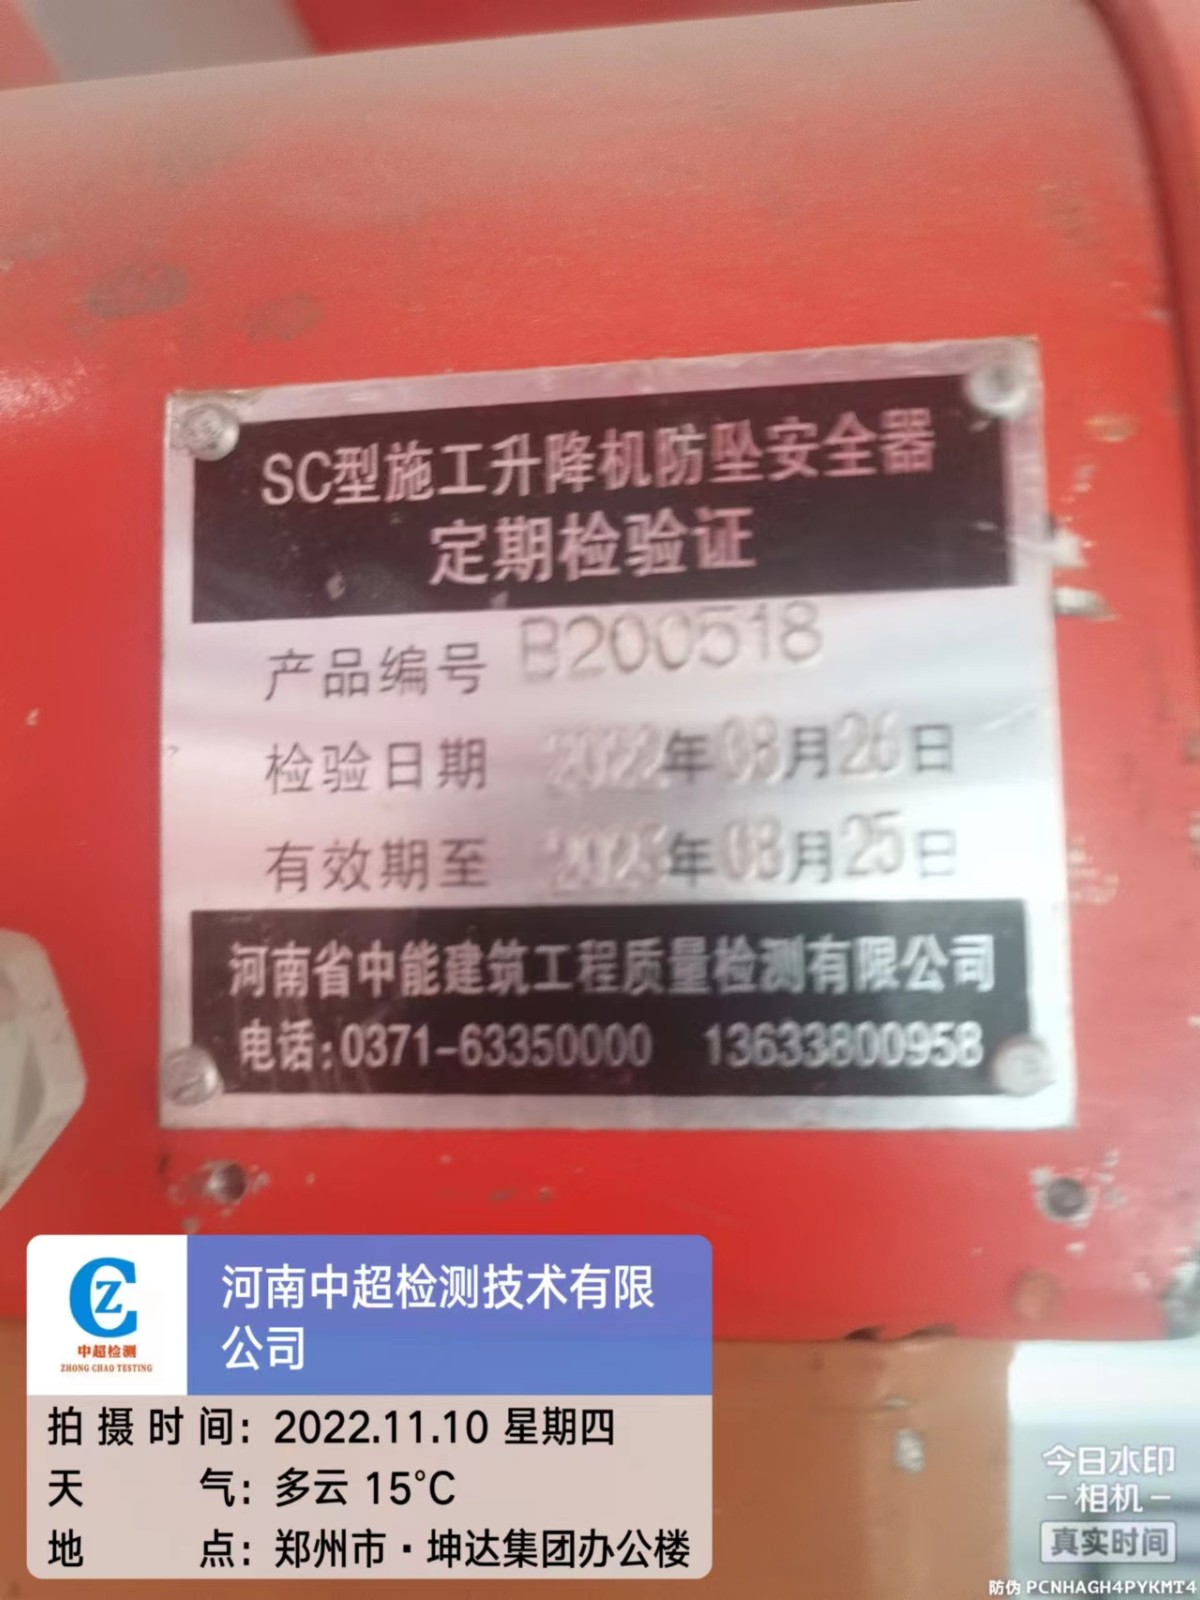 SC型施工升降机防坠安全器
定期检验证
产品编号 B200518
检验日期 2022年08月26日
有效期至 2023年08月25日
河南省中能建筑工程质量检测有限公司
电话:0371-63350000 13633800958
CZ
中超检测
ZHONG CHAO TESTING
河南中超检测技术有限
公司
拍摄时间: 2022.11.10 星期四
天气: 多云 15°C
地点: 郑州市·坤达集团办公楼
今日水印
-相机-
真实时间
防伪 PCNHAGH4PYKMT4